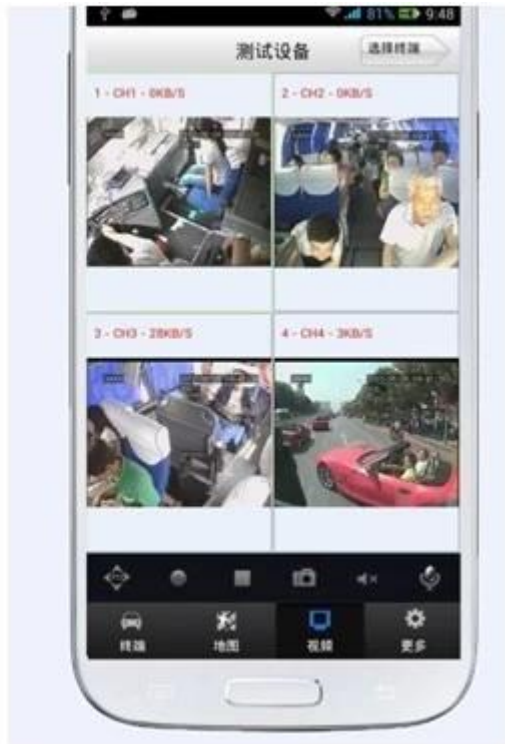 81% 9:48
测试设备
选择终端
1 - CH1 - 0KB/S
2 - CH2 - 0KB/S
3 - CH3 - 28KB/S
4 - CH4 - 3KB/S
终端
地图
视频
更多